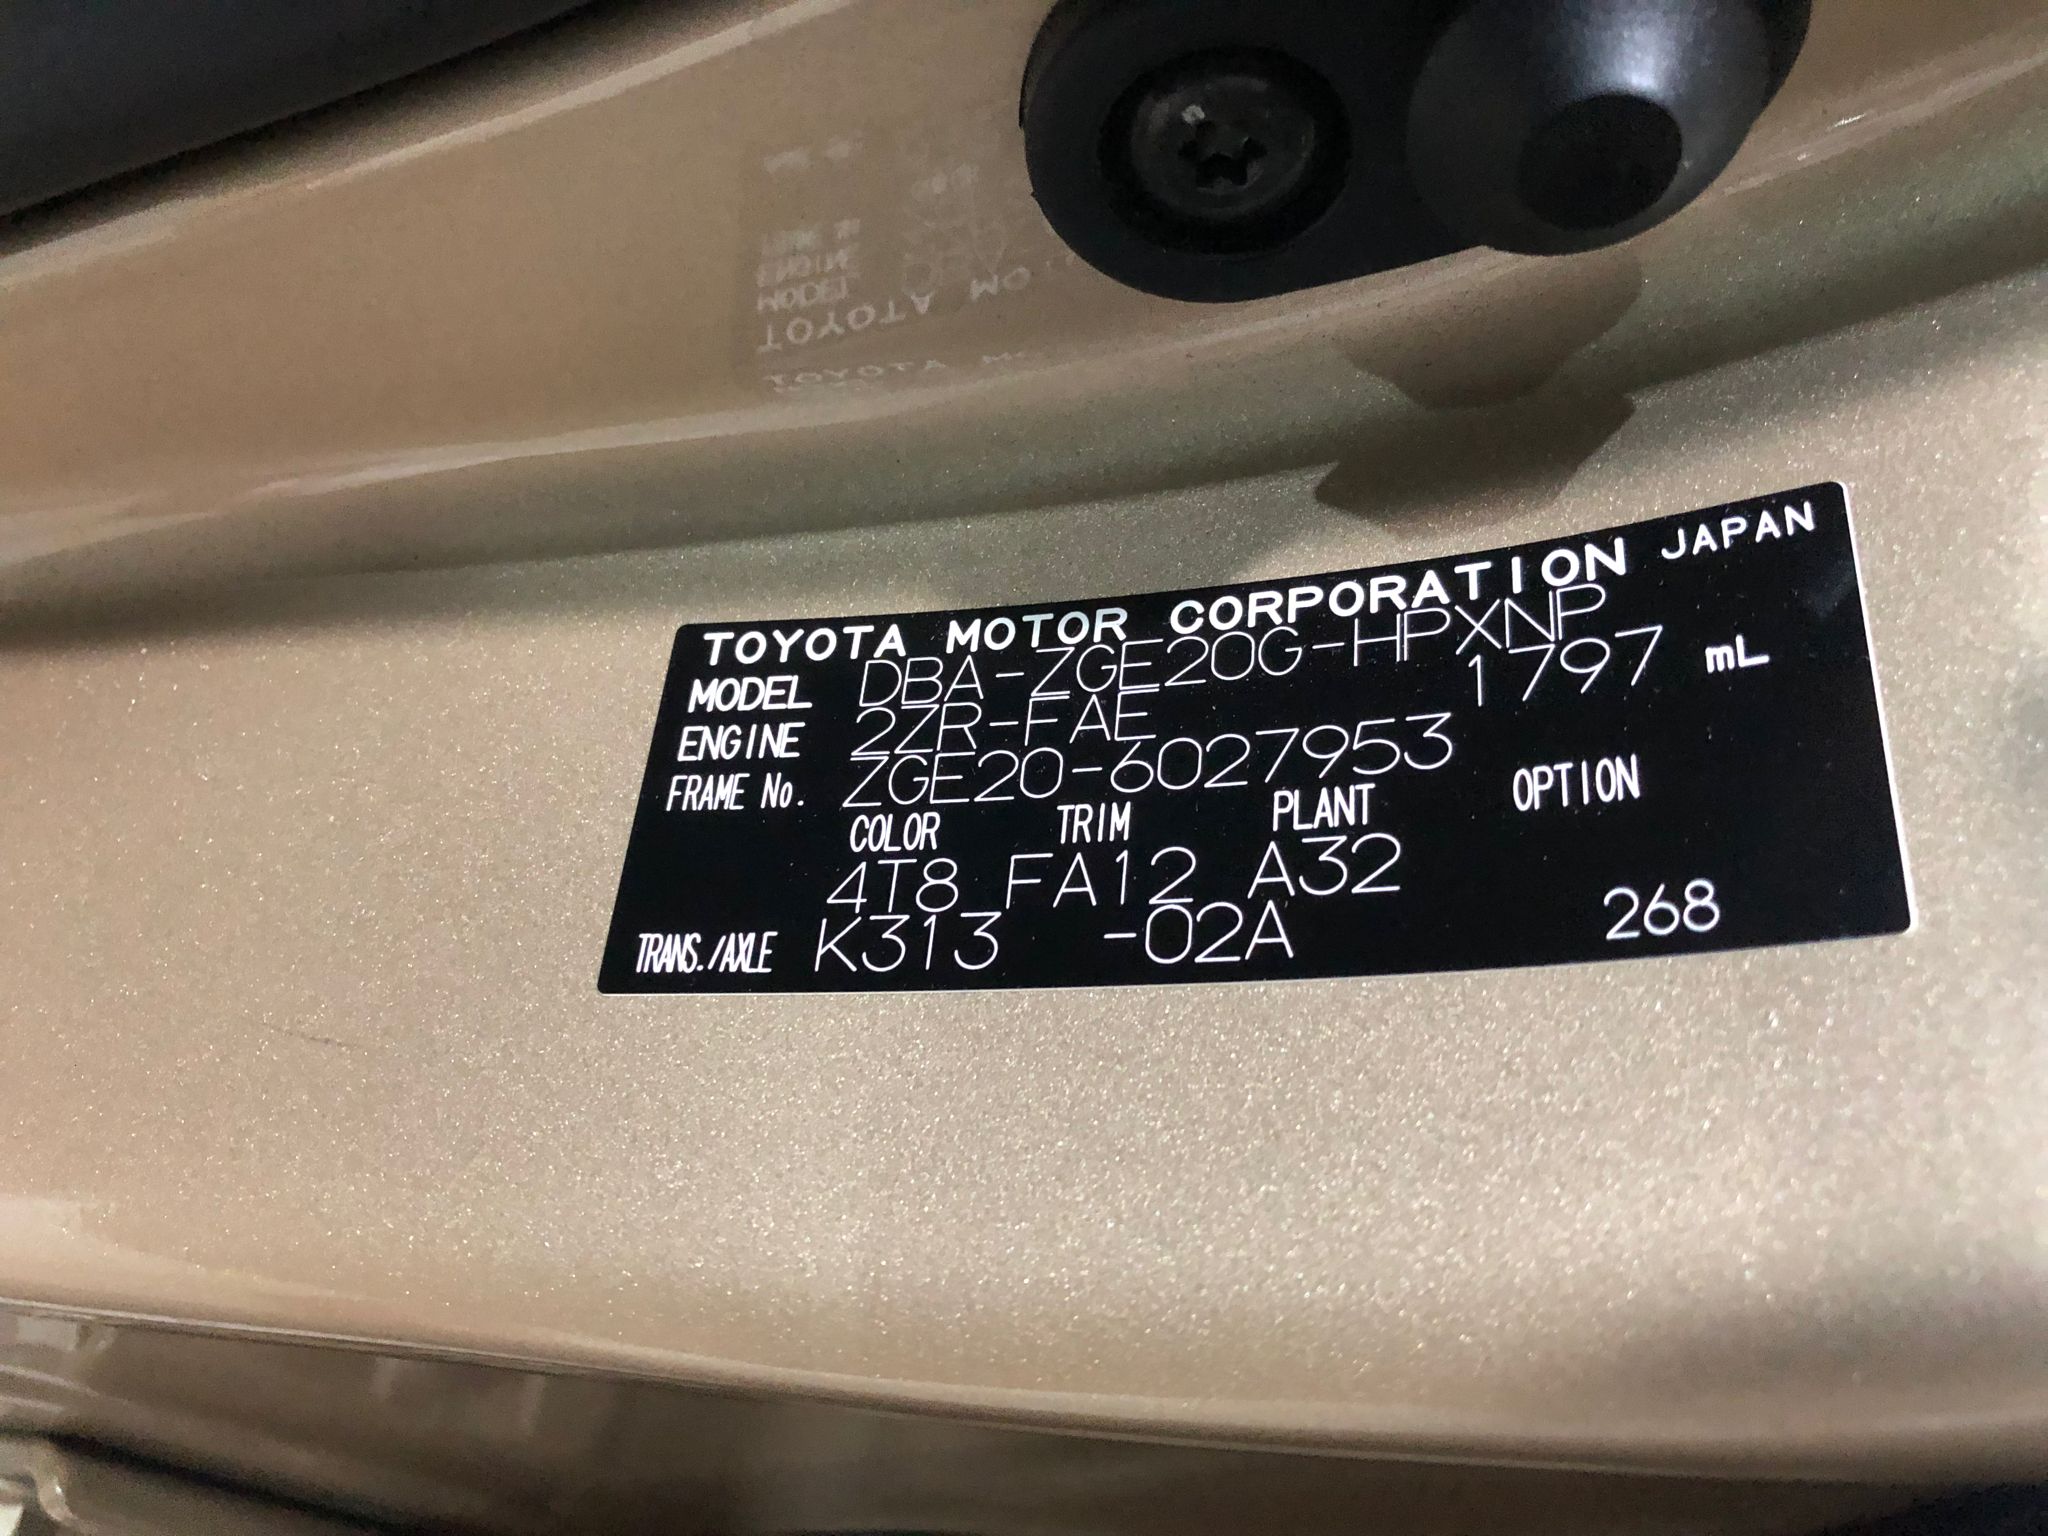 TOYOTA MOTOR CORPORATION JAPAN
MODEL DBA-ZGE20G-HPXNP
ENGINE 2ZR-FAE 1797 mL
FRAME No. ZGE20-6027953
COLOR TRIM PLANT OPTION
4T8 FA12 A32
TRANS./AXLE K313 -02A 268